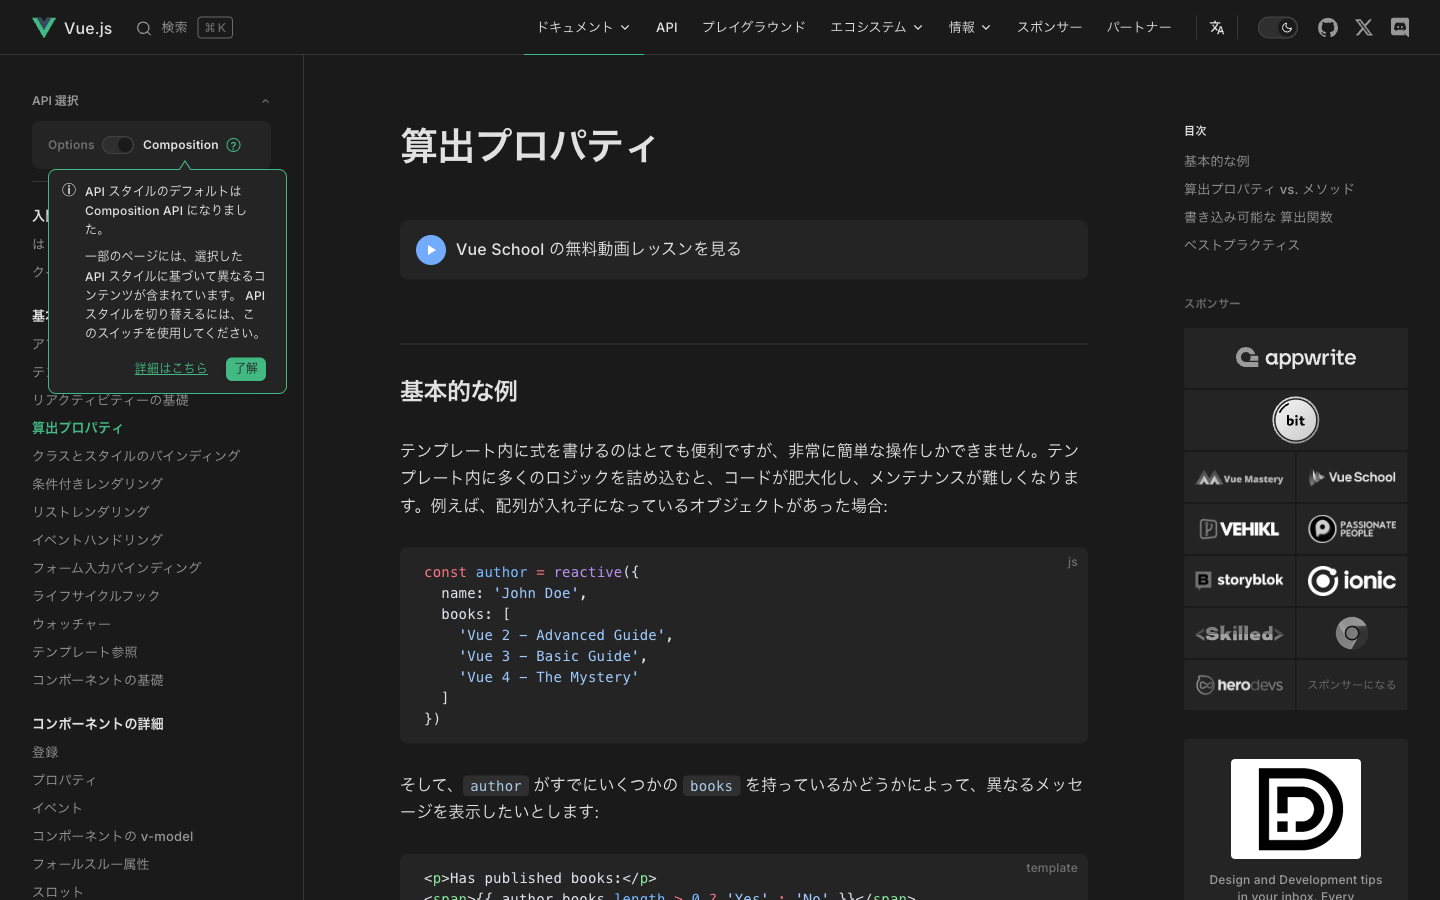 Vue.js
検索
⌘ K
ドキュメント
API
プレイグラウンド
エコシステム
情報
スポンサー
パートナー
API 選択
Options
Composition
?
API スタイルのデフォルトは
Composition API になりまし
た。
一部のページには、選択した
API スタイルに基づいて異なるコ
ンテンツが含まれています。 API
スタイルを切り替えるには、こ
のスイッチを使用してください。
詳細はこちら
了解
リアクティビティーの基礎
算出プロパティ
クラスとスタイルのバインディング
条件付きレンダリング
リストレンダリング
イベントハンドリング
フォーム入力バインディング
ライフサイクルフック
ウォッチャー
テンプレート参照
コンポーネントの基礎
コンポーネントの詳細
登録
プロパティ
イベント
コンポーネントの v-model
フォールスルー属性
スロット
算出プロパティ
Vue School の無料動画レッスンを見る
基本的な例
テンプレート内に式を書けるのはとても便利ですが、非常に簡単な操作しかできません。テン
プレート内に多くのロジックを詰め込むと、コードが肥大化し、メンテナンスが難しくなりま
す。例えば、配列が入れ子になっているオブジェクトがあった場合:
js
const author = reactive({
  name: 'John Doe',
  books: [
    'Vue 2 - Advanced Guide',
    'Vue 3 - Basic Guide',
    'Vue 4 - The Mystery'
  ]
})
そして、author がすでにいくつかの books を持っているかどうかによって、異なるメッセ
ージを表示したいとします:
template
<p>Has published books:</p>
<span>{{ author.books.length > 0 ? 'Yes' : 'No' }}</span>
目次
基本的な例
算出プロパティ vs. メソッド
書き込み可能な 算出関数
ベストプラクティス
スポンサー
appwrite
bit
Vue Mastery
Vue School
VEHIKL
PASSIONATE
PEOPLE
storyblok
ionic
<Skilled>
herodevs
スポンサーになる
Design and Development tips
in your inbox. Every